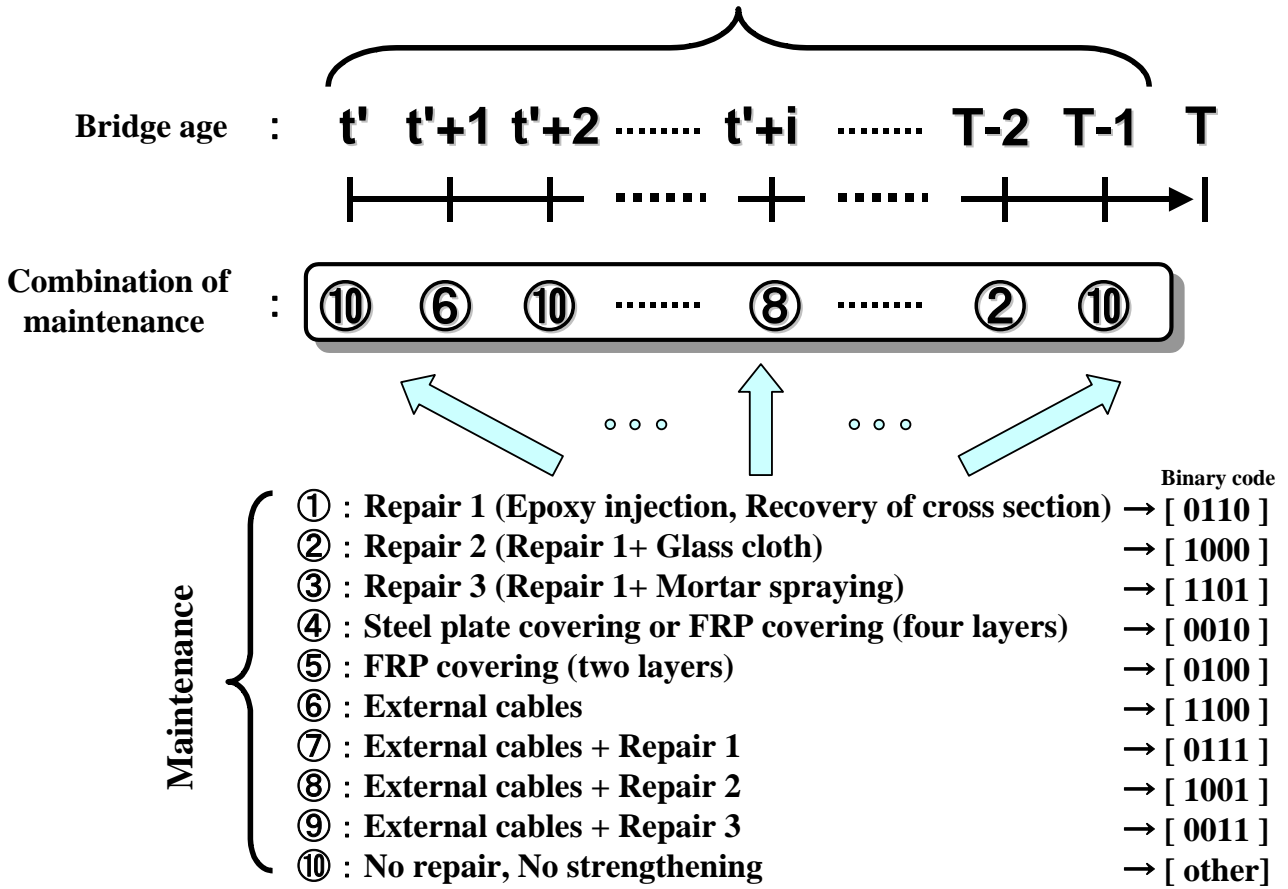 Bridge age : t' t'+1 t'+2 ........ t'+i ........ T-2 T-1 T
Combination of
maintenance : ⑩ ⑥ ⑩ ........ ⑧ ........ ② ⑩
Binary code
① : Repair 1 (Epoxy injection, Recovery of cross section) → [ 0110 ]
② : Repair 2 (Repair 1+ Glass cloth) → [ 1000 ]
③ : Repair 3 (Repair 1+ Mortar spraying) → [ 1101 ]
④ : Steel plate covering or FRP covering (four layers) → [ 0010 ]
⑤ : FRP covering (two layers) → [ 0100 ]
⑥ : External cables → [ 1100 ]
⑦ : External cables + Repair 1 → [ 0111 ]
⑧ : External cables + Repair 2 → [ 1001 ]
⑨ : External cables + Repair 3 → [ 0011 ]
⑩ : No repair, No strengthening → [ other]
Maintenance